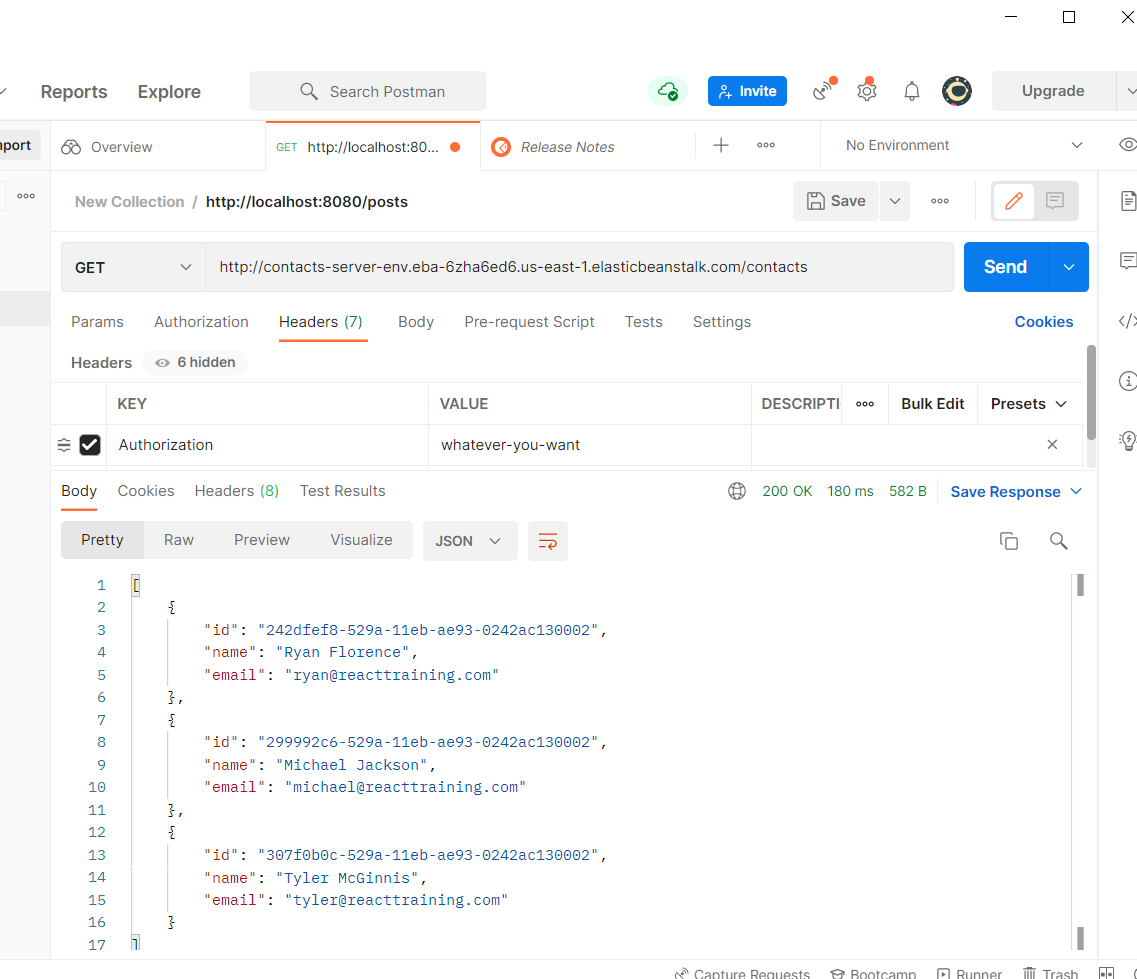 Reports Explore Search Postman Invite Upgrade
port Overview GET http://localhost:80... Release Notes No Environment
New Collection / http://localhost:8080/posts Save
GET http://contacts-server-env.eba-6zha6ed6.us-east-1.elasticbeanstalk.com/contacts Send
Params Authorization Headers (7) Body Pre-request Script Tests Settings Cookies
Headers 6 hidden
KEY VALUE DESCRIPTI Bulk Edit Presets
Authorization whatever-you-want
Body Cookies Headers (8) Test Results 200 OK 180 ms 582 B Save Response
Pretty Raw Preview Visualize JSON
1 [
2 {
3 "id": "242dfef8-529a-11eb-ae93-0242ac130002",
4 "name": "Ryan Florence",
5 "email": "ryan@reacttraining.com"
6 },
7 {
8 "id": "299992c6-529a-11eb-ae93-0242ac130002",
9 "name": "Michael Jackson",
10 "email": "michael@reacttraining.com"
11 },
12 {
13 "id": "307f0b0c-529a-11eb-ae93-0242ac130002",
14 "name": "Tyler McGinnis",
15 "email": "tyler@reacttraining.com"
16 }
17 ]
Capture Requests Bootcamp Runner Trash